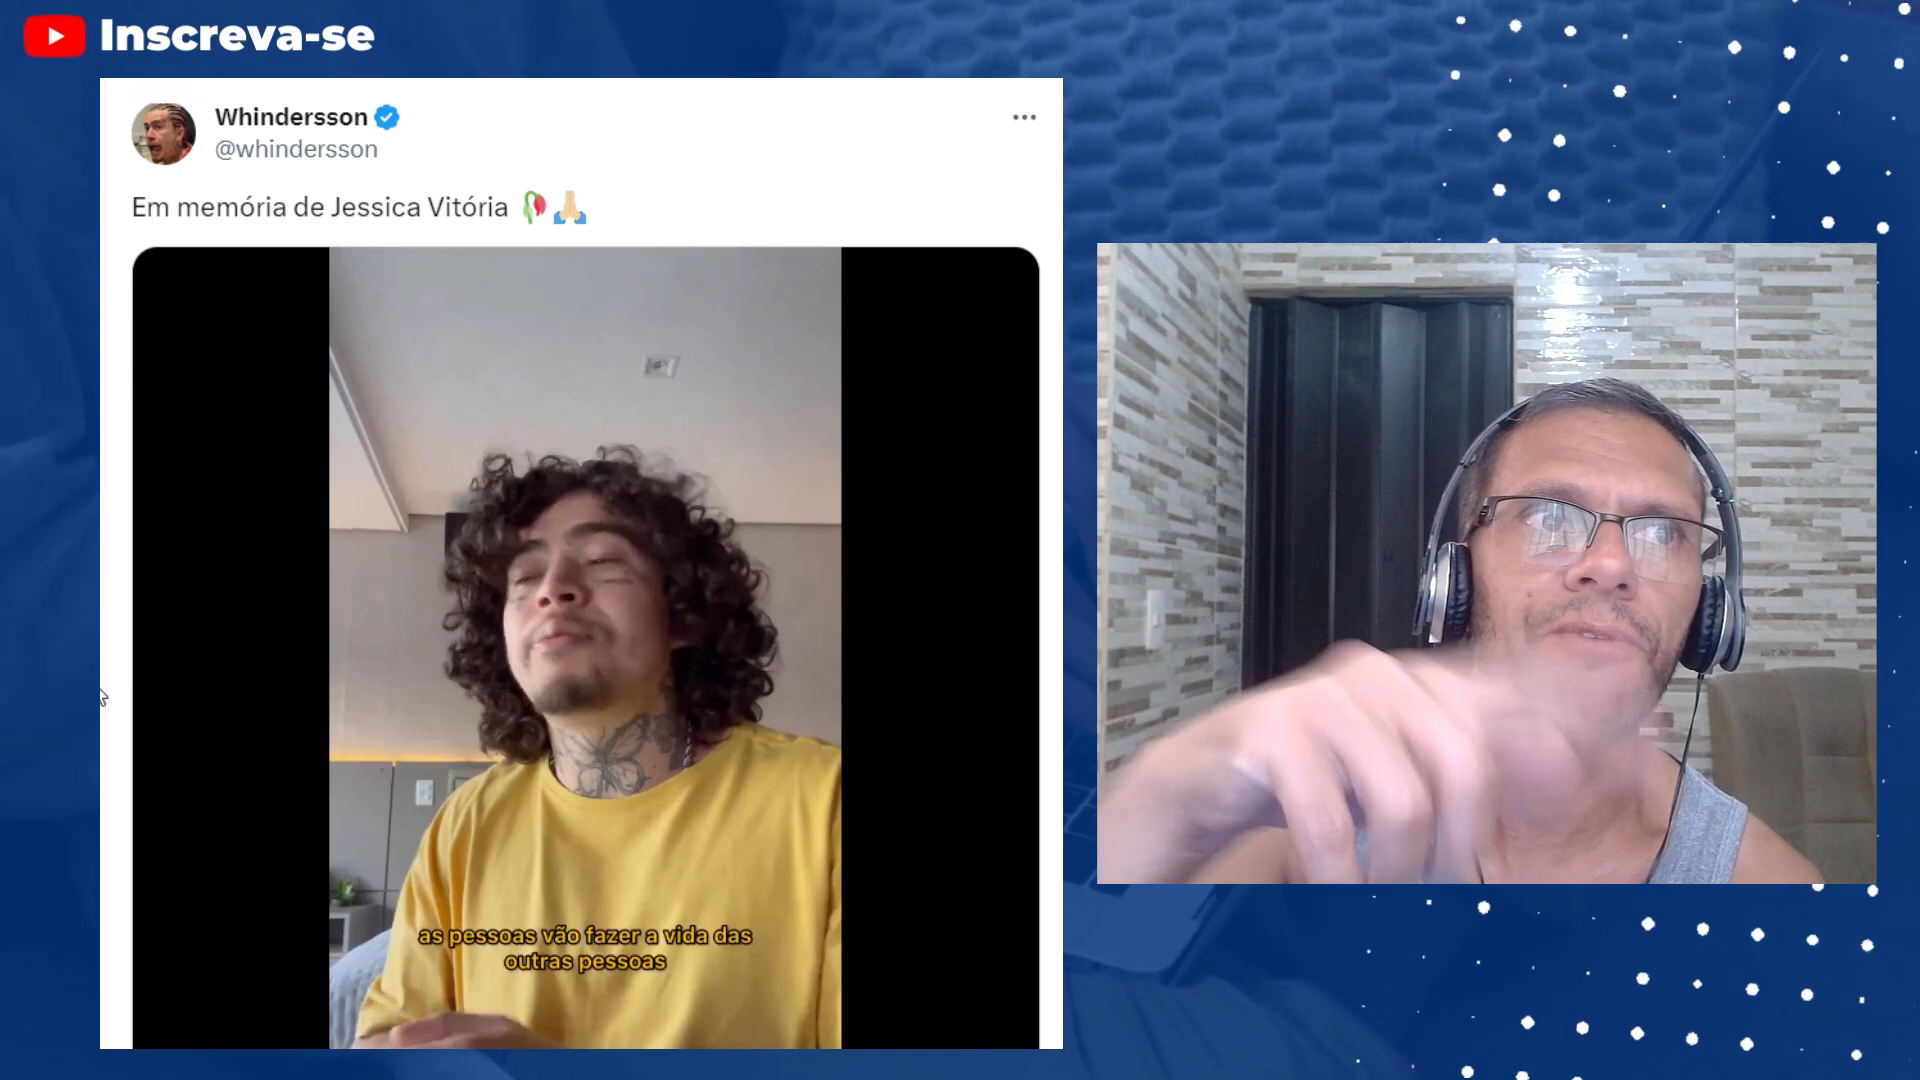 Inscreva-se
Whindersson
@whindersson
Em memória de Jessica Vitória 🥀🙏🏼
as pessoas vão fazer a vida das
outras pessoas